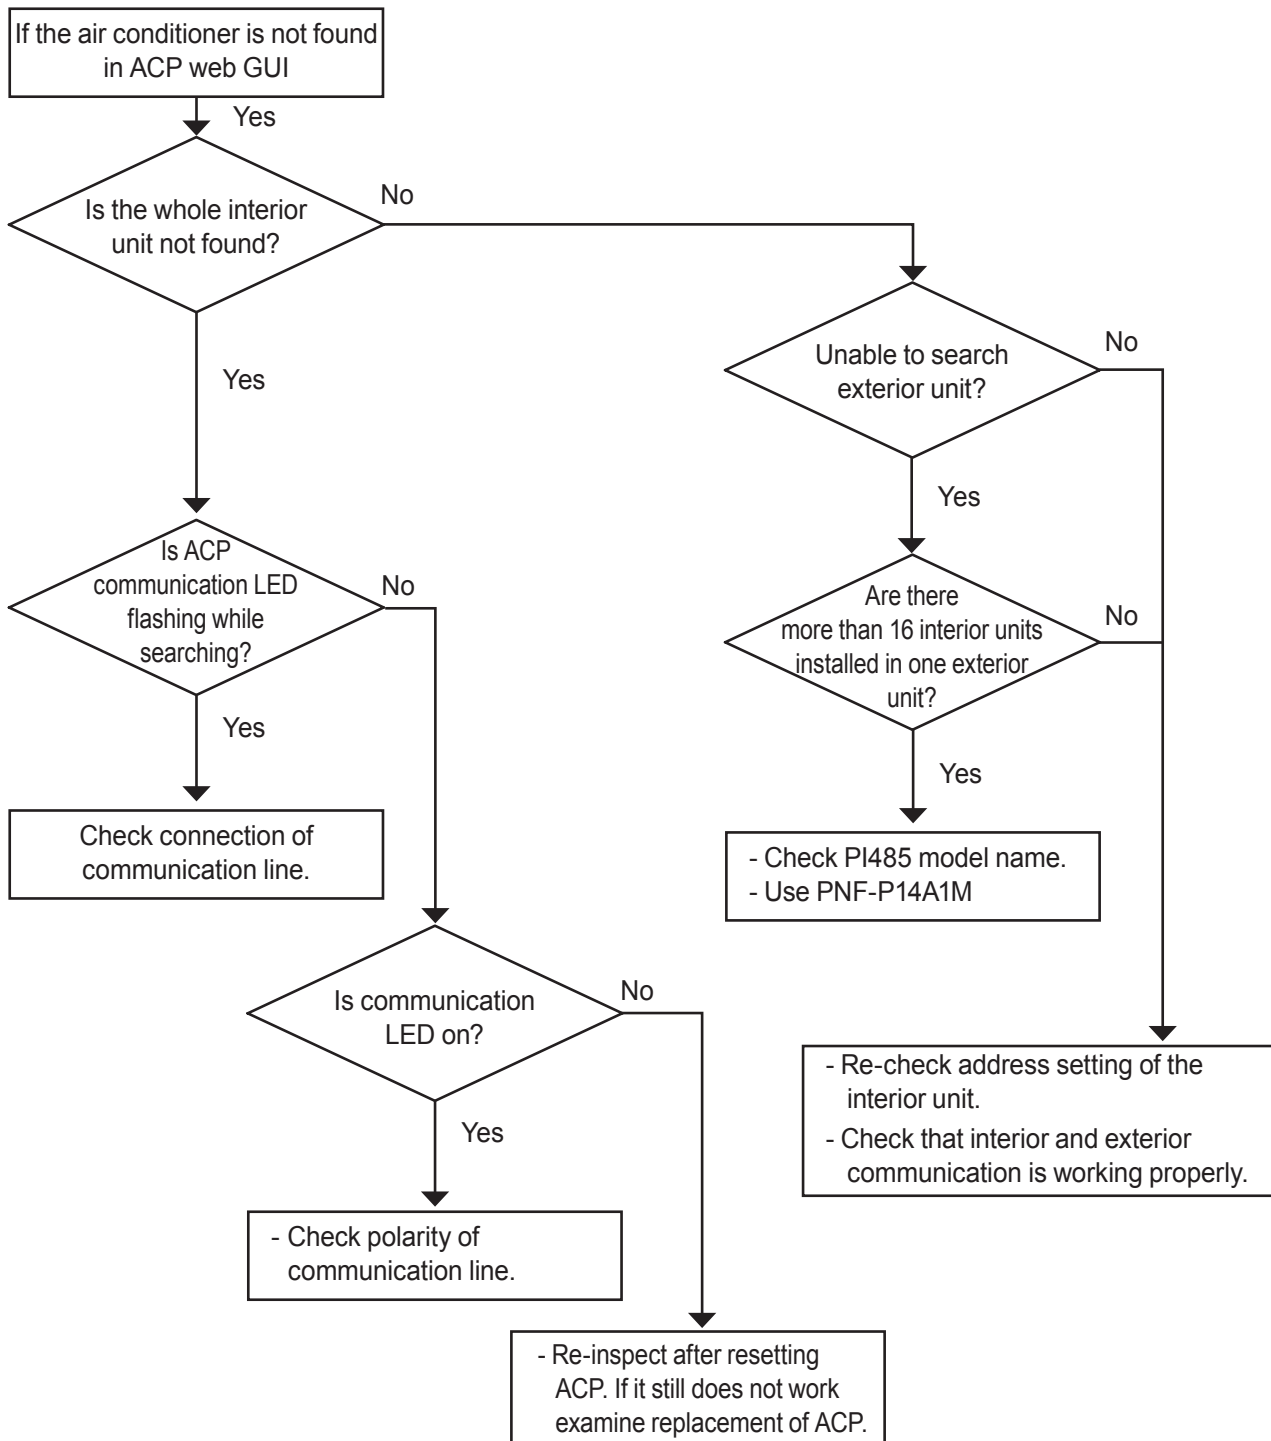 If the air conditioner is not found
in ACP web GUI
Yes
Is the whole interior
unit not found?
No
Yes
Unable to search
exterior unit?
No
Yes
Is ACP
communication LED
flashing while
searching?
No
Yes
Are there
more than 16 interior units
installed in one exterior
unit?
No
Yes
Check connection of
communication line.
- Check PI485 model name.
- Use PNF-P14A1M
Is communication
LED on?
No
Yes
- Re-check address setting of the
interior unit.
- Check that interior and exterior
communication is working properly.
- Check polarity of
communication line.
- Re-inspect after resetting
ACP. If it still does not work
examine replacement of ACP.